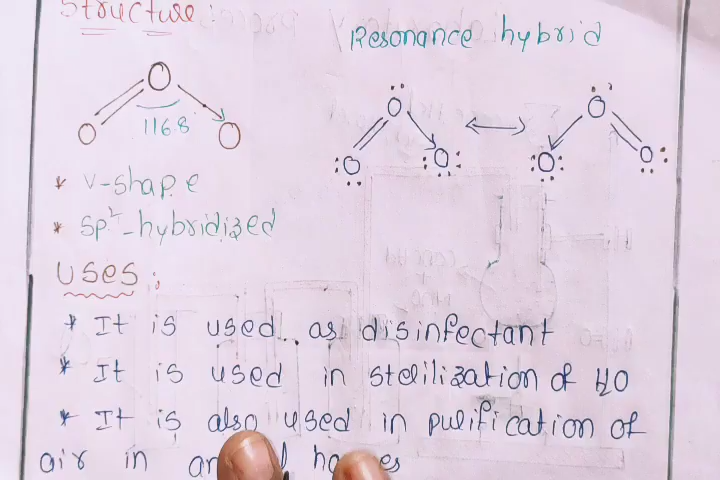 Structure :
Resonance hybrid
O O O
116.8
:O: O: O: :O: O: O:
* V-shape
* sp²-hybridized
Uses :
* It is used as disinfectant
* It is used in sterilization of H2O
* It is also used in purification of
air in